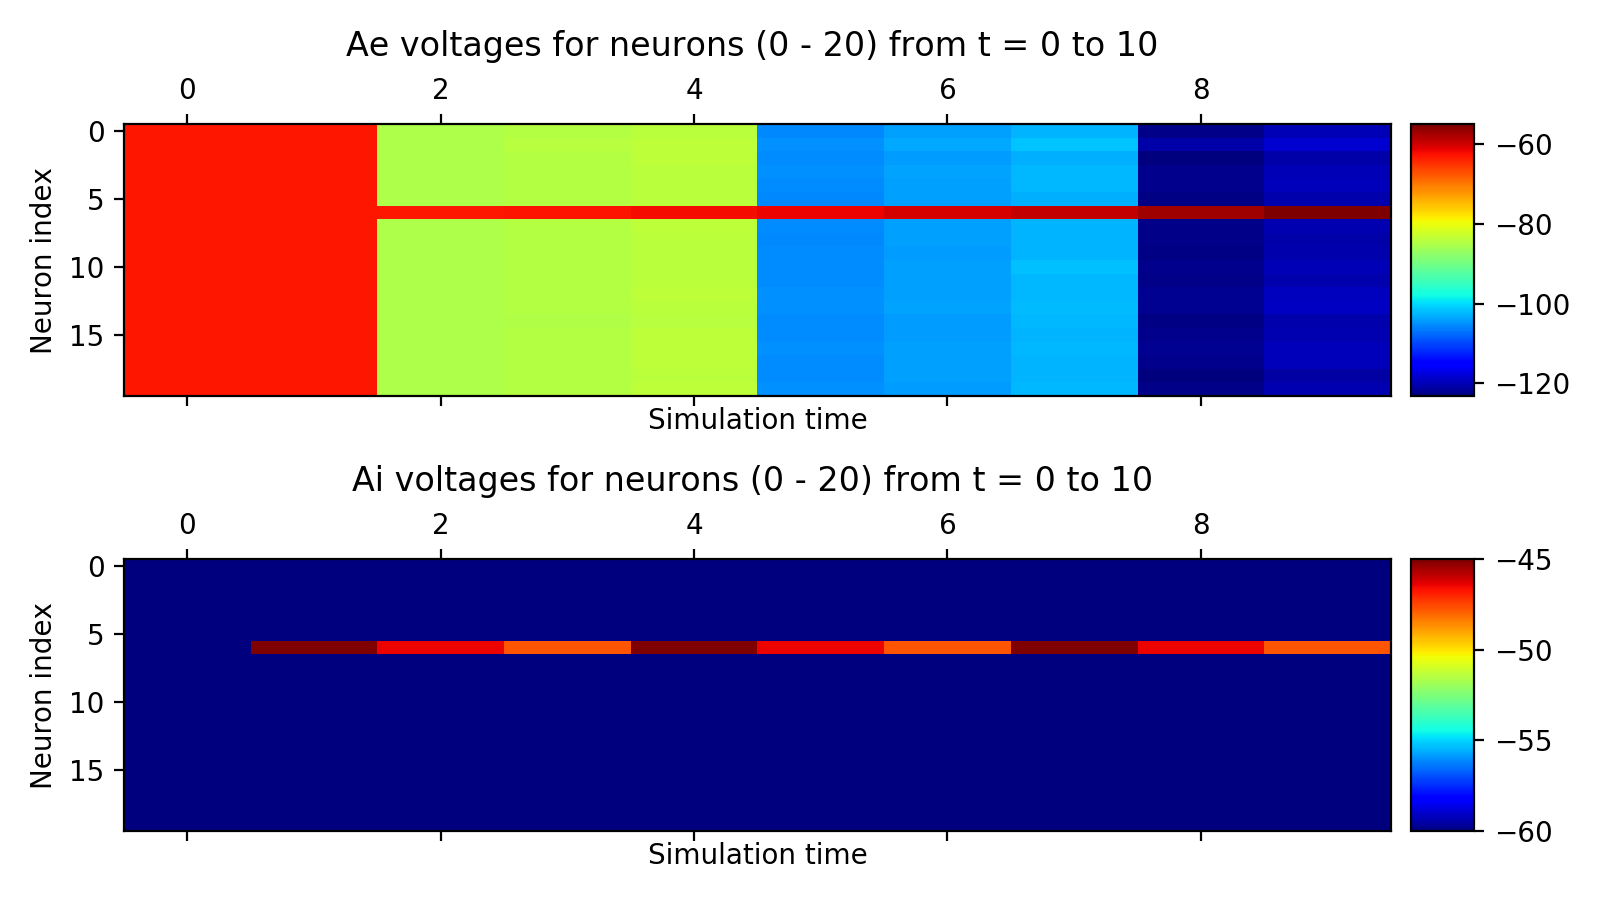 Ae voltages for neurons (0 - 20) from t = 0 to 10
0 2 4 6 8
Neuron index
0
5
10
15
−60
−80
−100
−120
Simulation time
Ai voltages for neurons (0 - 20) from t = 0 to 10
0 2 4 6 8
Neuron index
0
5
10
15
−45
−50
−55
−60
Simulation time